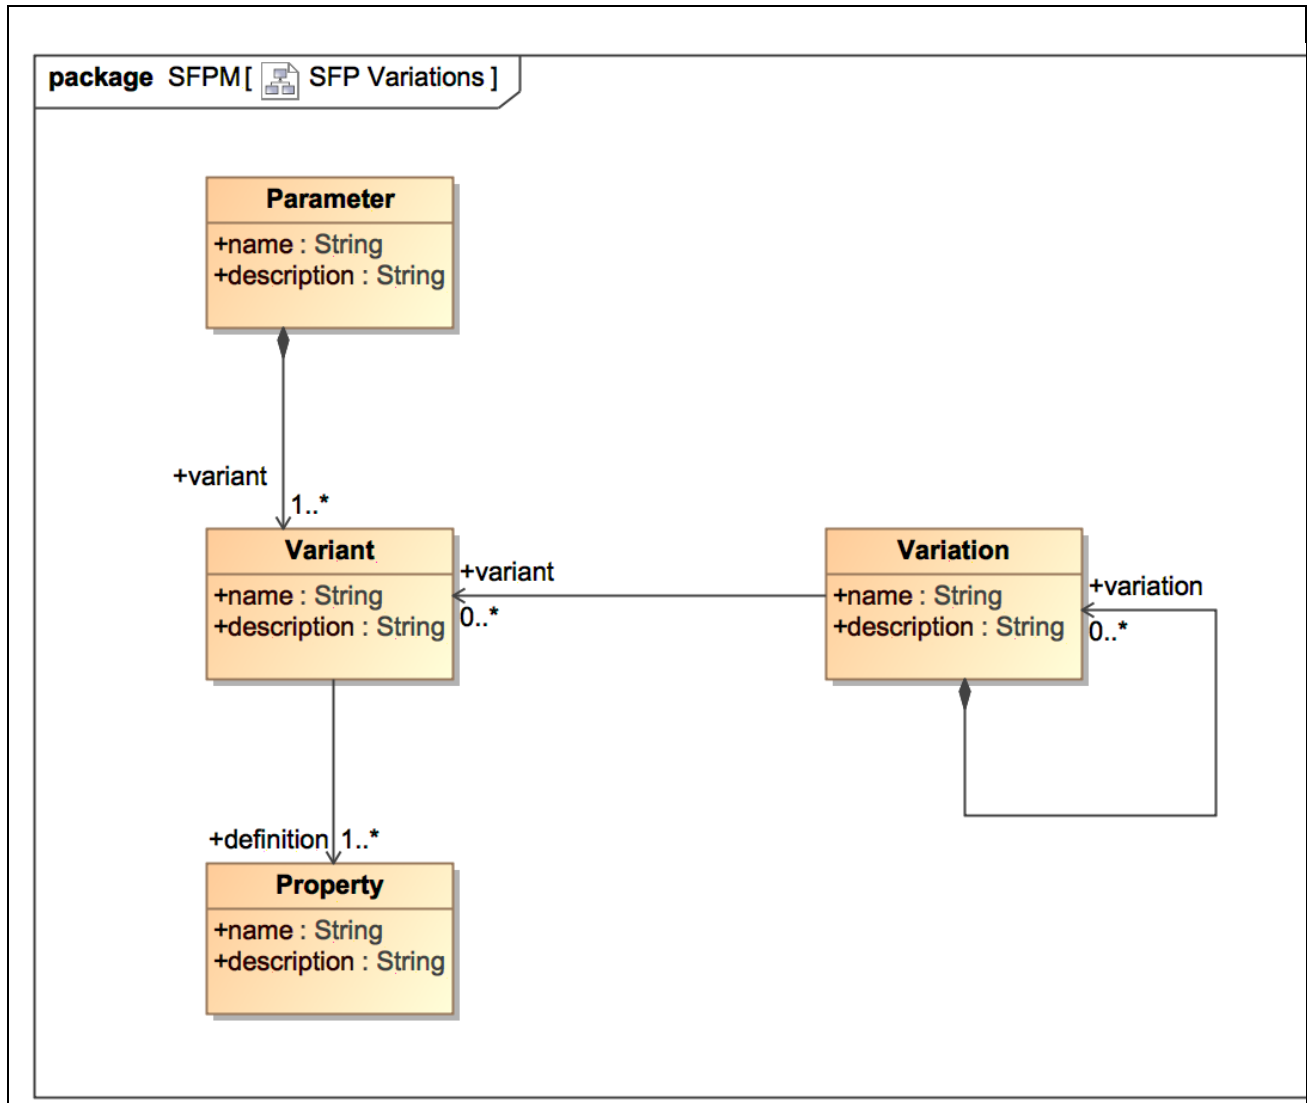 package SFPM [ SFP Variations ]
Parameter
+name : String
+description : String
+variant
1..*
Variant
+name : String
+description : String
+variant
0..*
Variation
+name : String
+description : String
+variation
0..*
+definition 1..*
Property
+name : String
+description : String